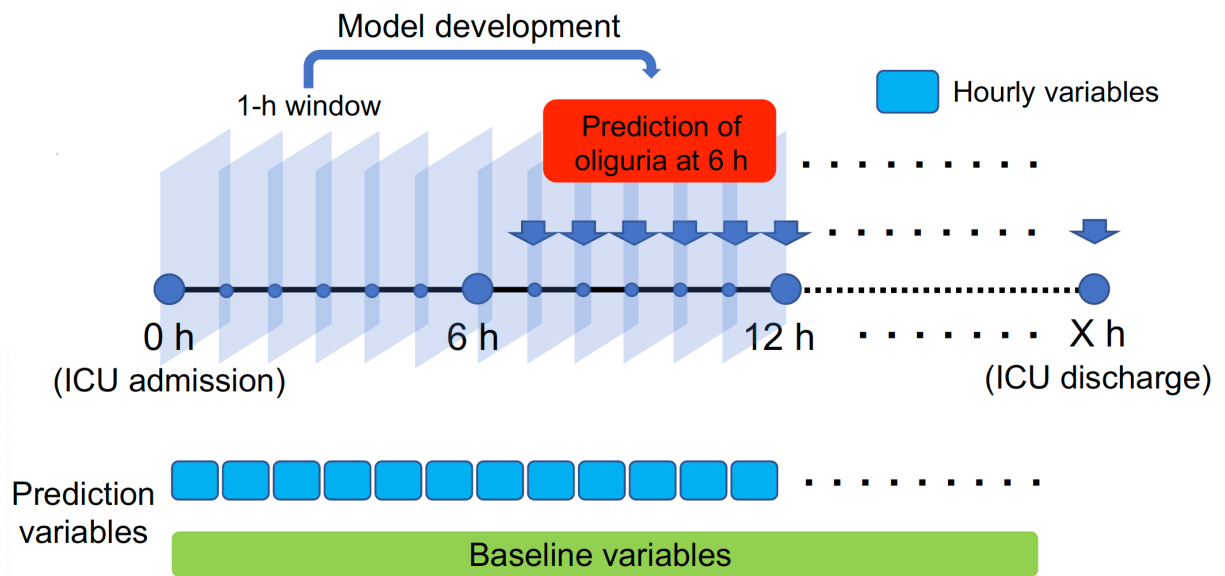 Model development
1-h window
Hourly variables
Prediction of
oliguria at 6 h
0 h
6 h
12 h
X h
(ICU admission)
(ICU discharge)
Prediction
variables
Baseline variables